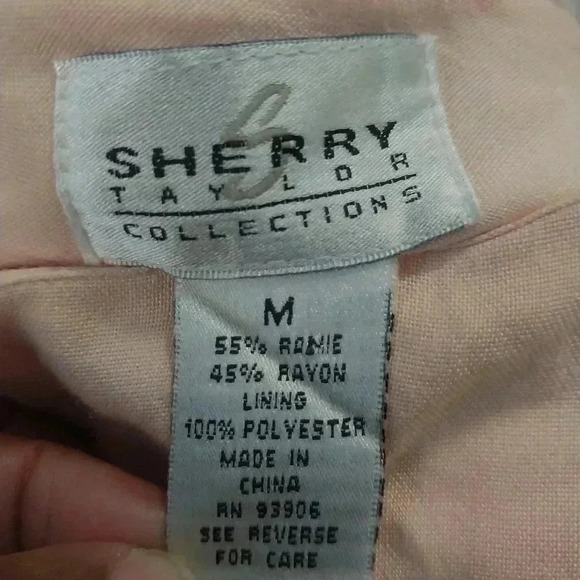 SHERRY
TAYLOR
COLLECTIONS
M
55% RAMIE
45% RAYON
LINING
100% POLYESTER
MADE IN
CHINA
RN 93906
SEE REVERSE
FOR CARE